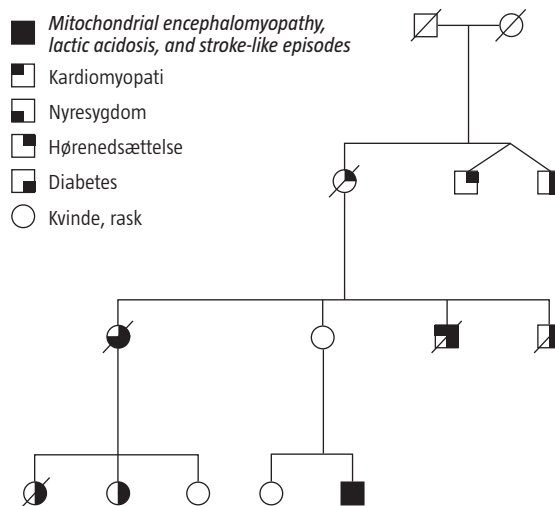 Mitochondrial encephalomyopathy,
lactic acidosis, and stroke-like episodes
Kardiomyopati
Nyresygdom
Hørenedsættelse
Diabetes
Kvinde, rask